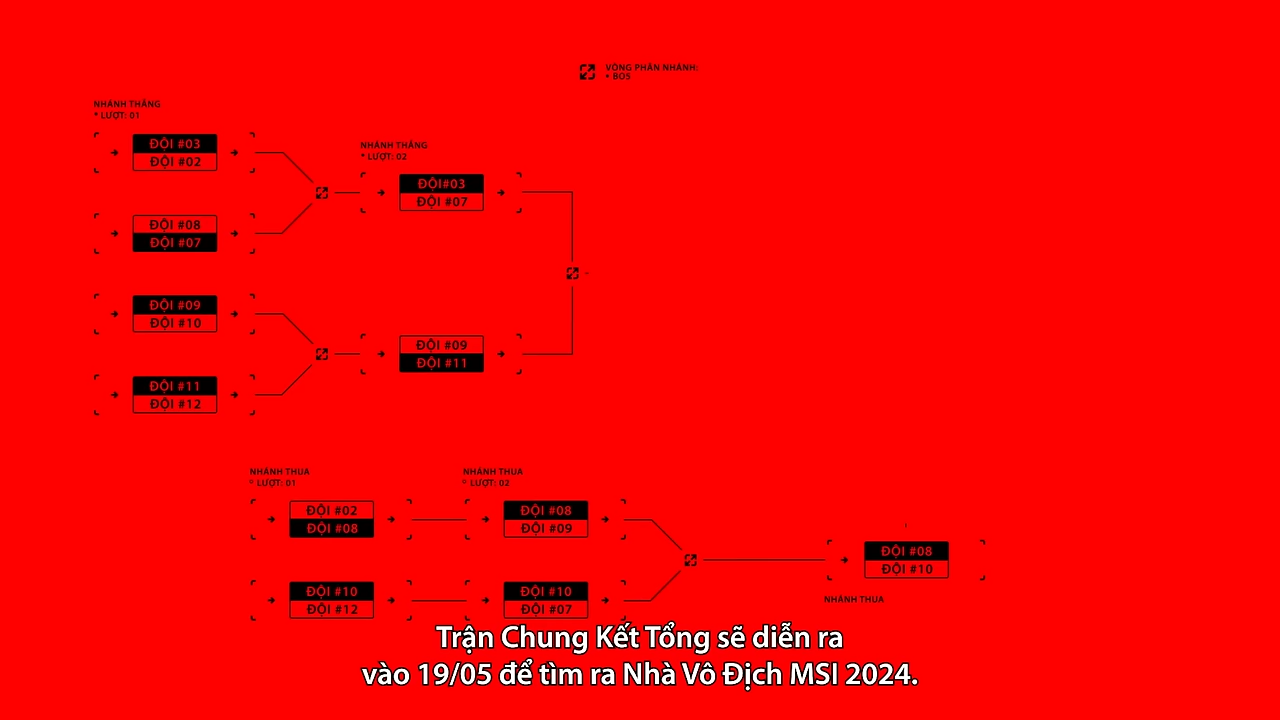 VÒNG PHÂN NHÁNH:
• BO5
NHÁNH THẮNG
* LƯỢT: 01
ĐỘI #03
ĐỘI #02
ĐỘI #08
ĐỘI #07
ĐỘI #09
ĐỘI #10
ĐỘI #11
ĐỘI #12
NHÁNH THẮNG
* LƯỢT: 02
ĐỘI#03
ĐỘI #07
ĐỘI #09
ĐỘI #11
NHÁNH THUA
* LƯỢT: 01
ĐỘI #02
ĐỘI #08
ĐỘI #10
ĐỘI #12
NHÁNH THUA
* LƯỢT: 02
ĐỘI #08
ĐỘI #09
ĐỘI #10
ĐỘI #07
ĐỘI #08
ĐỘI #10
NHÁNH THUA
Trận Chung Kết Tổng sẽ diễn ra
vào 19/05 để tìm ra Nhà Vô Địch MSI 2024.